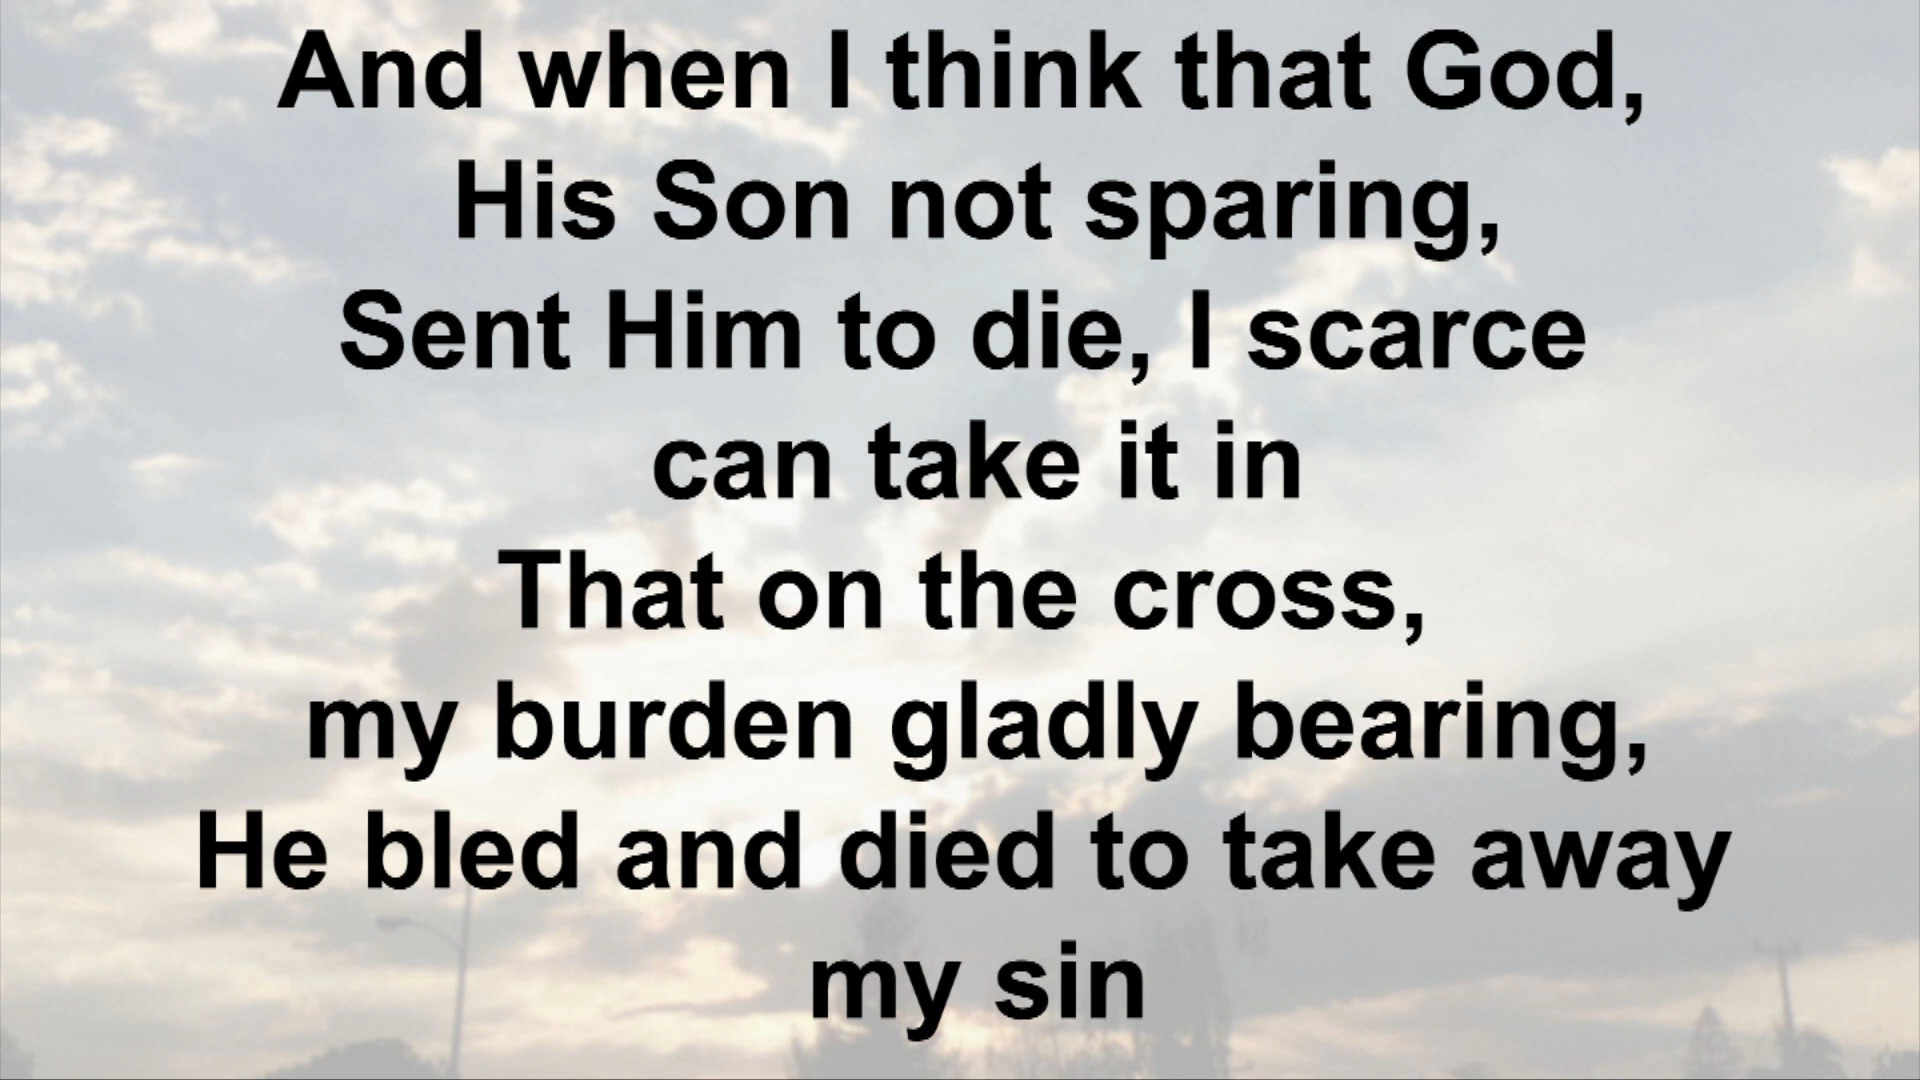 And when I think that God,
His Son not sparing,
Sent Him to die, I scarce
can take it in
That on the cross,
my burden gladly bearing,
He bled and died to take away
my sin